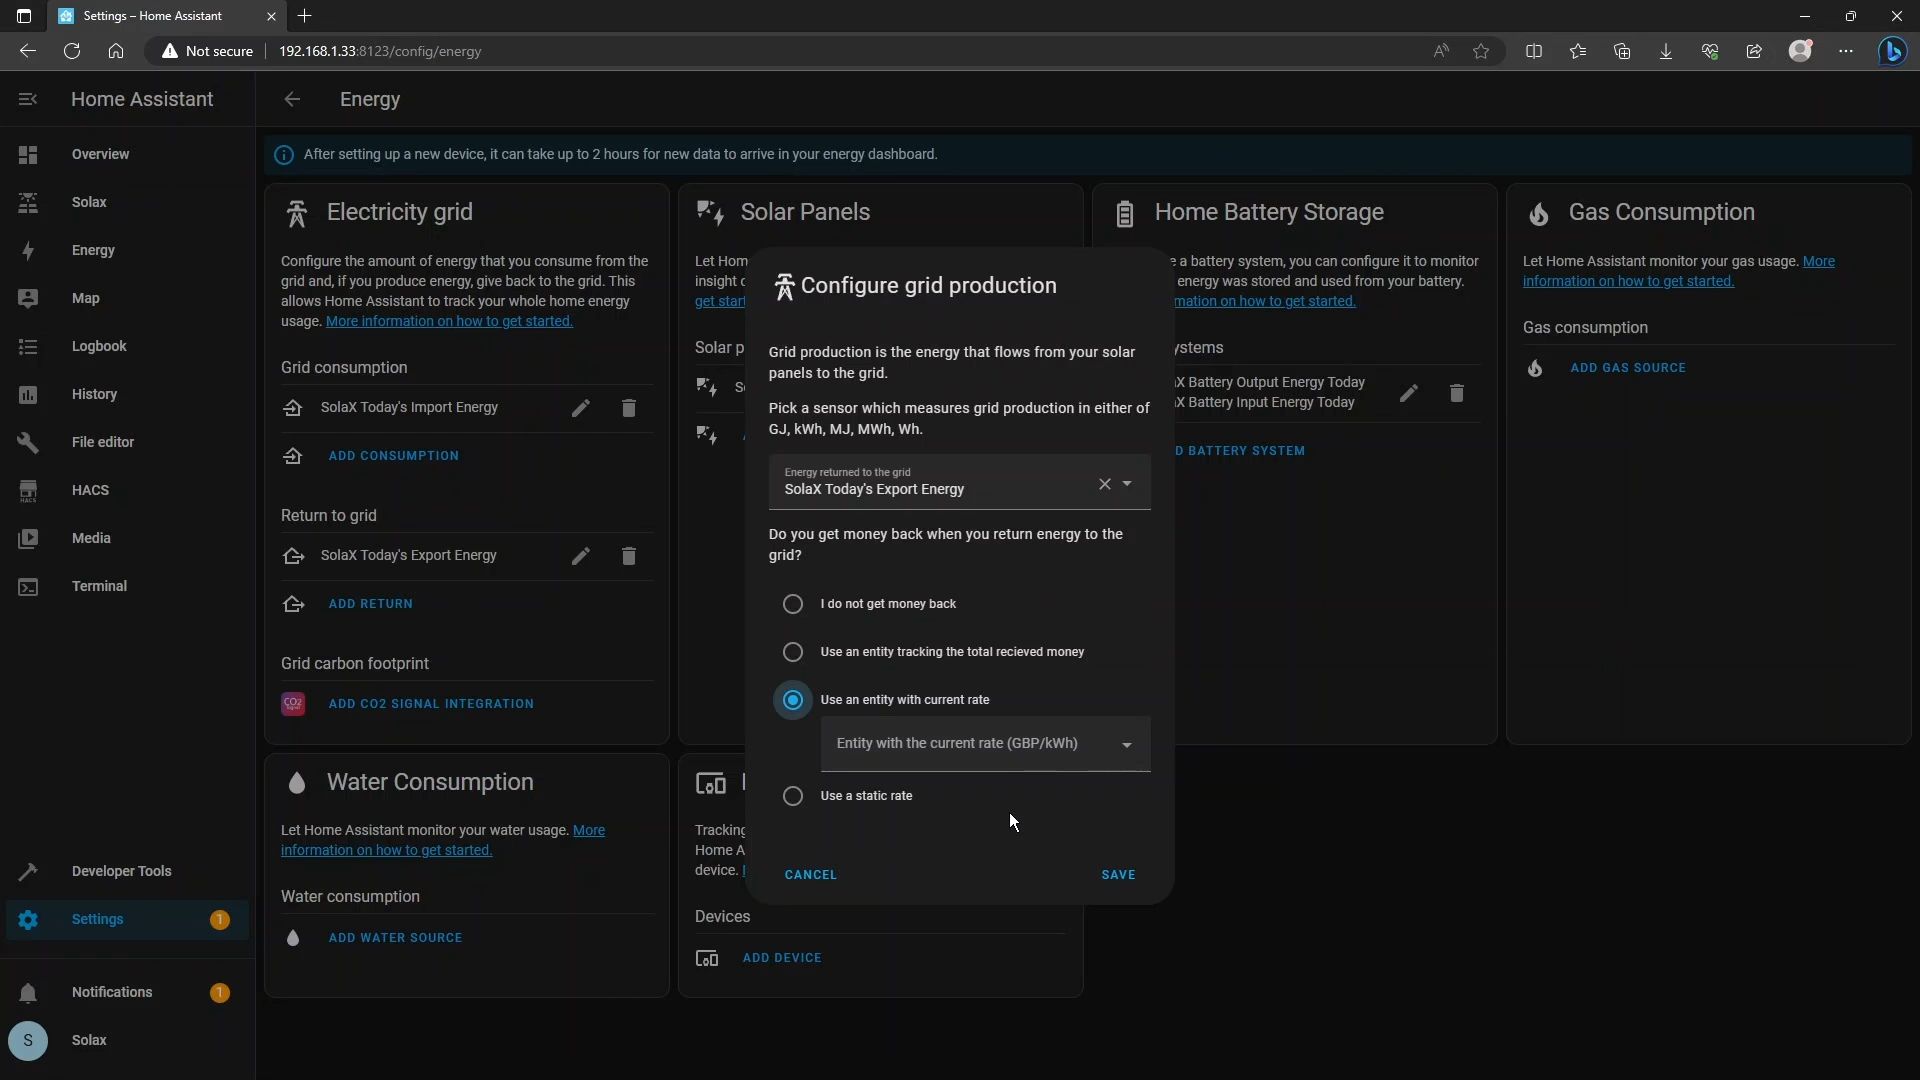 Settings – Home Assistant
Not secure
192.168.1.33:8123/config/energy
Home Assistant
Energy
Overview
Solax
Energy
Map
Logbook
History
File editor
HACS
Media
Terminal
Developer Tools
Settings
1
Notifications
1
S
Solax
After setting up a new device, it can take up to 2 hours for new data to arrive in your energy dashboard.
Electricity grid
Configure the amount of energy that you consume from the
grid and, if you produce energy, give back to the grid. This
allows Home Assistant to track your whole home energy
usage. More information on how to get started.
Grid consumption
SolaX Today's Import Energy
ADD CONSUMPTION
Return to grid
SolaX Today's Export Energy
ADD RETURN
Grid carbon footprint
CO2
ADD CO2 SIGNAL INTEGRATION
Solar Panels
Let Hom
insight
get start
Solar p
Home Battery Storage
a battery system, you can configure it to monitor
energy was stored and used from your battery.
mation on how to get started.
ystems
X Battery Output Energy Today
X Battery Input Energy Today
D BATTERY SYSTEM
Gas Consumption
Let Home Assistant monitor your gas usage. More
information on how to get started.
Gas consumption
ADD GAS SOURCE
Configure grid production
Grid production is the energy that flows from your solar
panels to the grid.
Pick a sensor which measures grid production in either of
GJ, kWh, MJ, MWh, Wh.
Energy returned to the grid
SolaX Today's Export Energy
Do you get money back when you return energy to the
grid?
I do not get money back
Use an entity tracking the total recieved money
Use an entity with current rate
Entity with the current rate (GBP/kWh)
Use a static rate
CANCEL
SAVE
Water Consumption
Let Home Assistant monitor your water usage. More
information on how to get started.
Water consumption
ADD WATER SOURCE
Tracking
Home A
device.
Devices
ADD DEVICE